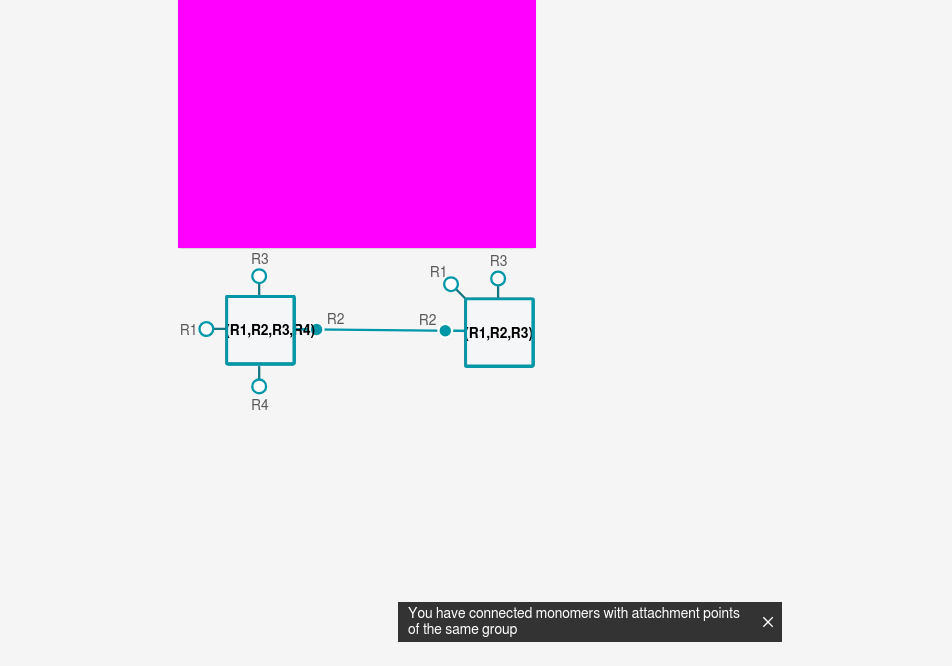 R3
R3
R1
R1
(R1,R2,R3,R4)
R2
R2
(R1,R2,R3)
R4
You have connected monomers with attachment points
of the same group